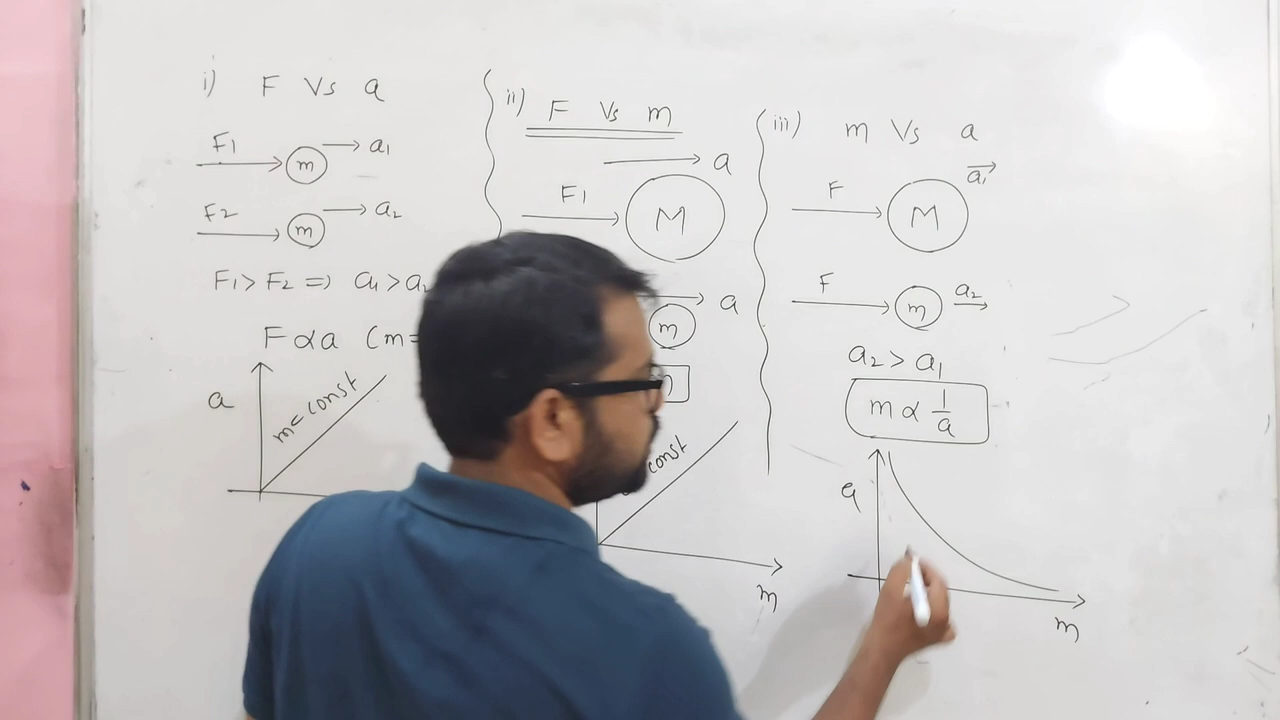 i) F Vs a
F1 m a1
F2 m a2
F1 > F2 => a1 > a2
F ∝ a (m=
a
m = const
ii) F Vs m
a
F1 M
a
m
const
m
iii) m Vs a
F M a1
F m a2
a2 > a1
m ∝ 1/a
a
m